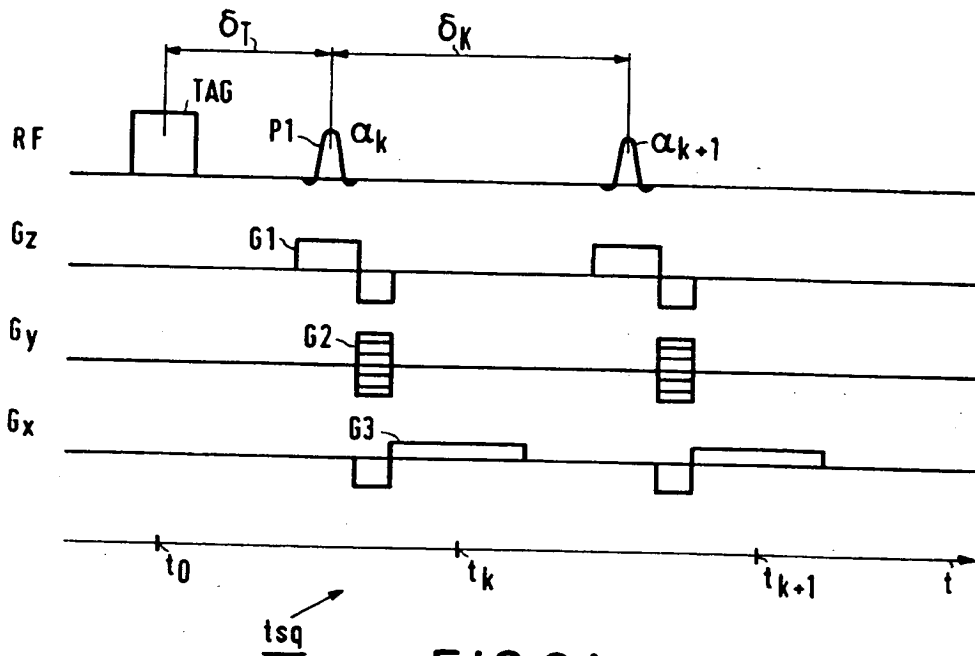 δT δK
TAG
RF P1 αk αk+1
Gz G1
Gy G2
Gx G3
t0 tk tk+1 t
tsq